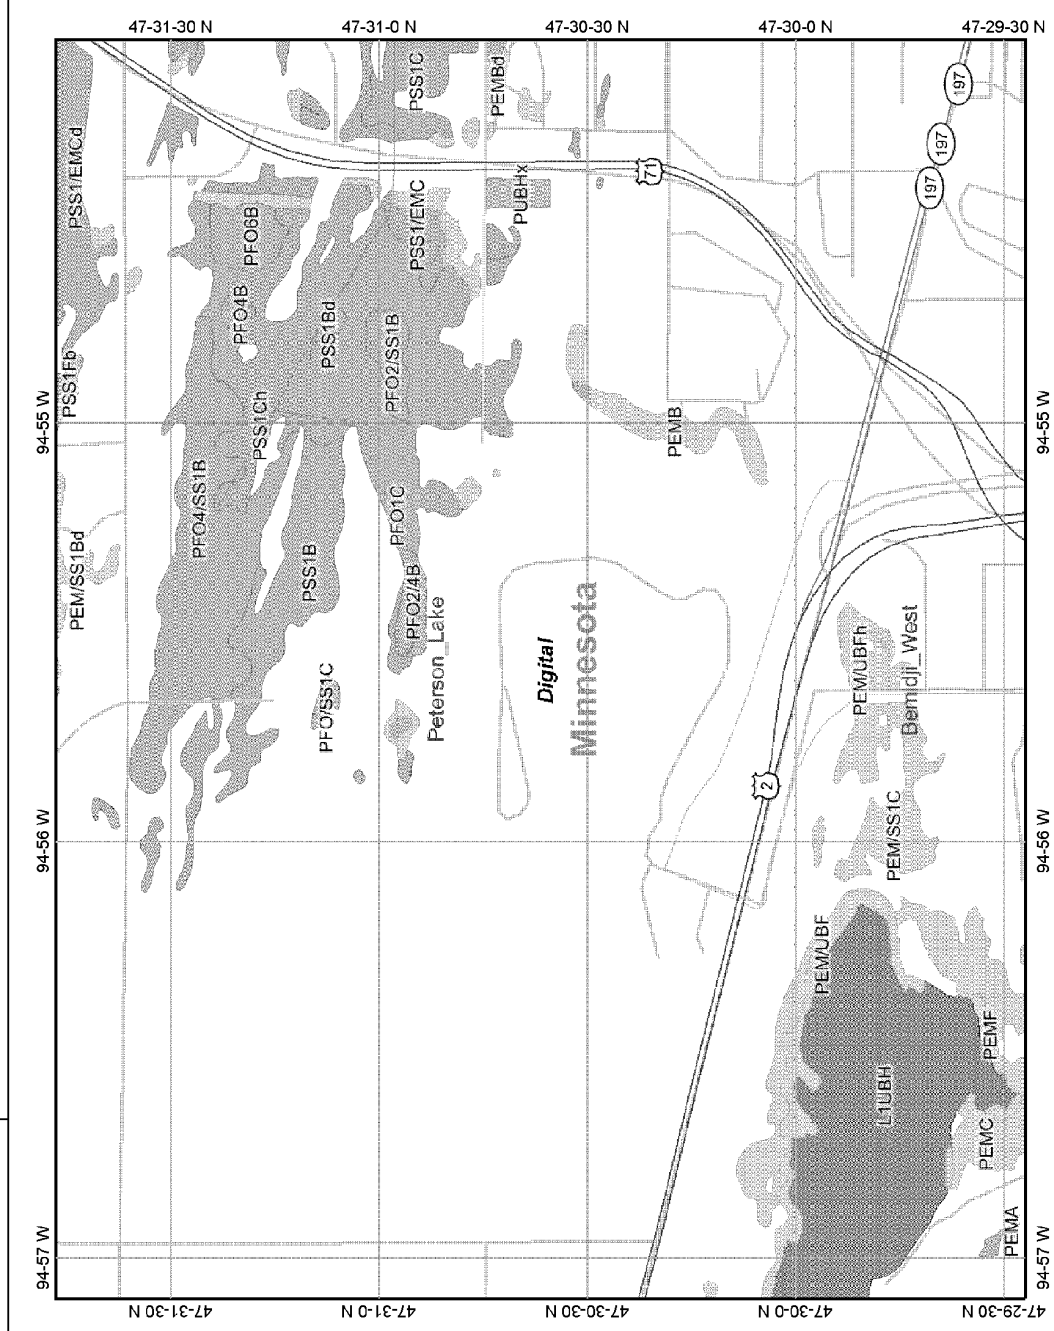 47-31-30 N
47-31-0 N
47-30-30 N
47-30-0 N
47-29-30 N
PSS1/EMCd
PSS1C
PEMBd
197
197
197
71
PFO6B
PSS1/EMC
PUBHx
PFO4B
PSS1Bd
PFO2/SS1B
PSS1Fb
94-55 W
94-55 W
PSS1Ch
PEMB
PFO4/SS1B
PFO1C
PEM/SS1Bd
PSS1B
PFO2/4B
Peterson_Lake
Digital
Minnesota
PFO/SS1C
PEM/UBFh
Bemidji_West
2
94-56 W
94-56 W
PEM/SS1C
PEM/UBF
PEMF
L1UBH
PEMC
PEMA
94-57 W
94-57 W
47-31-30 N
47-31-0 N
47-30-30 N
47-30-0 N
47-29-30 N